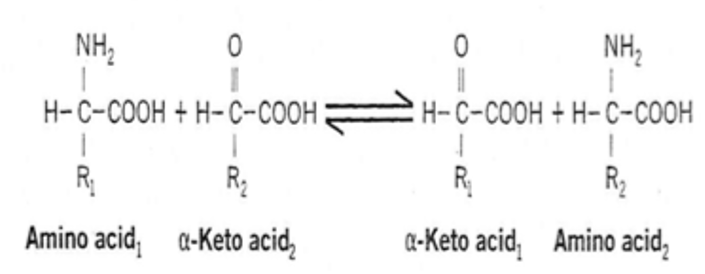 NH₂ O O NH₂
H-C-COOH + H-C-COOH ⇌ H-C-COOH + H-C-COOH
R₁ R₂ R₁ R₂
Amino acid₁ α-Keto acid₂ α-Keto acid₁ Amino acid₂